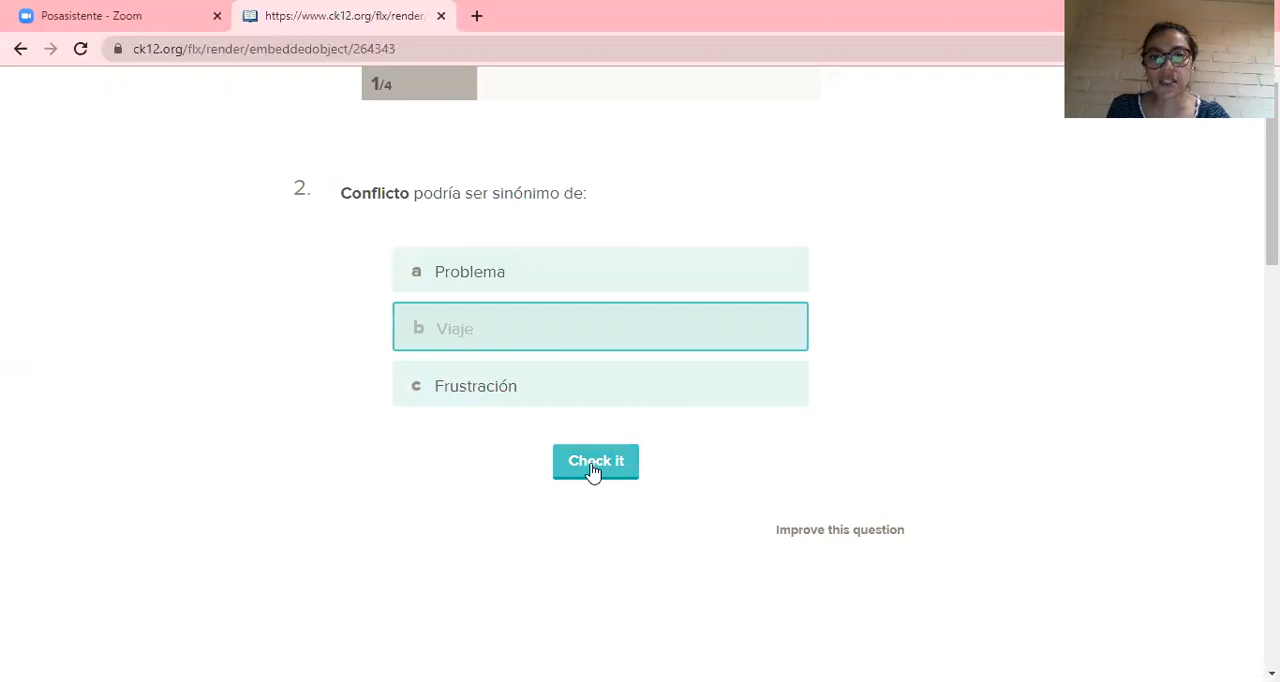 Posasistente - Zoom
https://www.ck12.org/flx/render/
ck12.org/flx/render/embeddedobject/264343
1/4
2. Conflicto podría ser sinónimo de:
a Problema
b Viaje
c Frustración
Check it
Improve this question